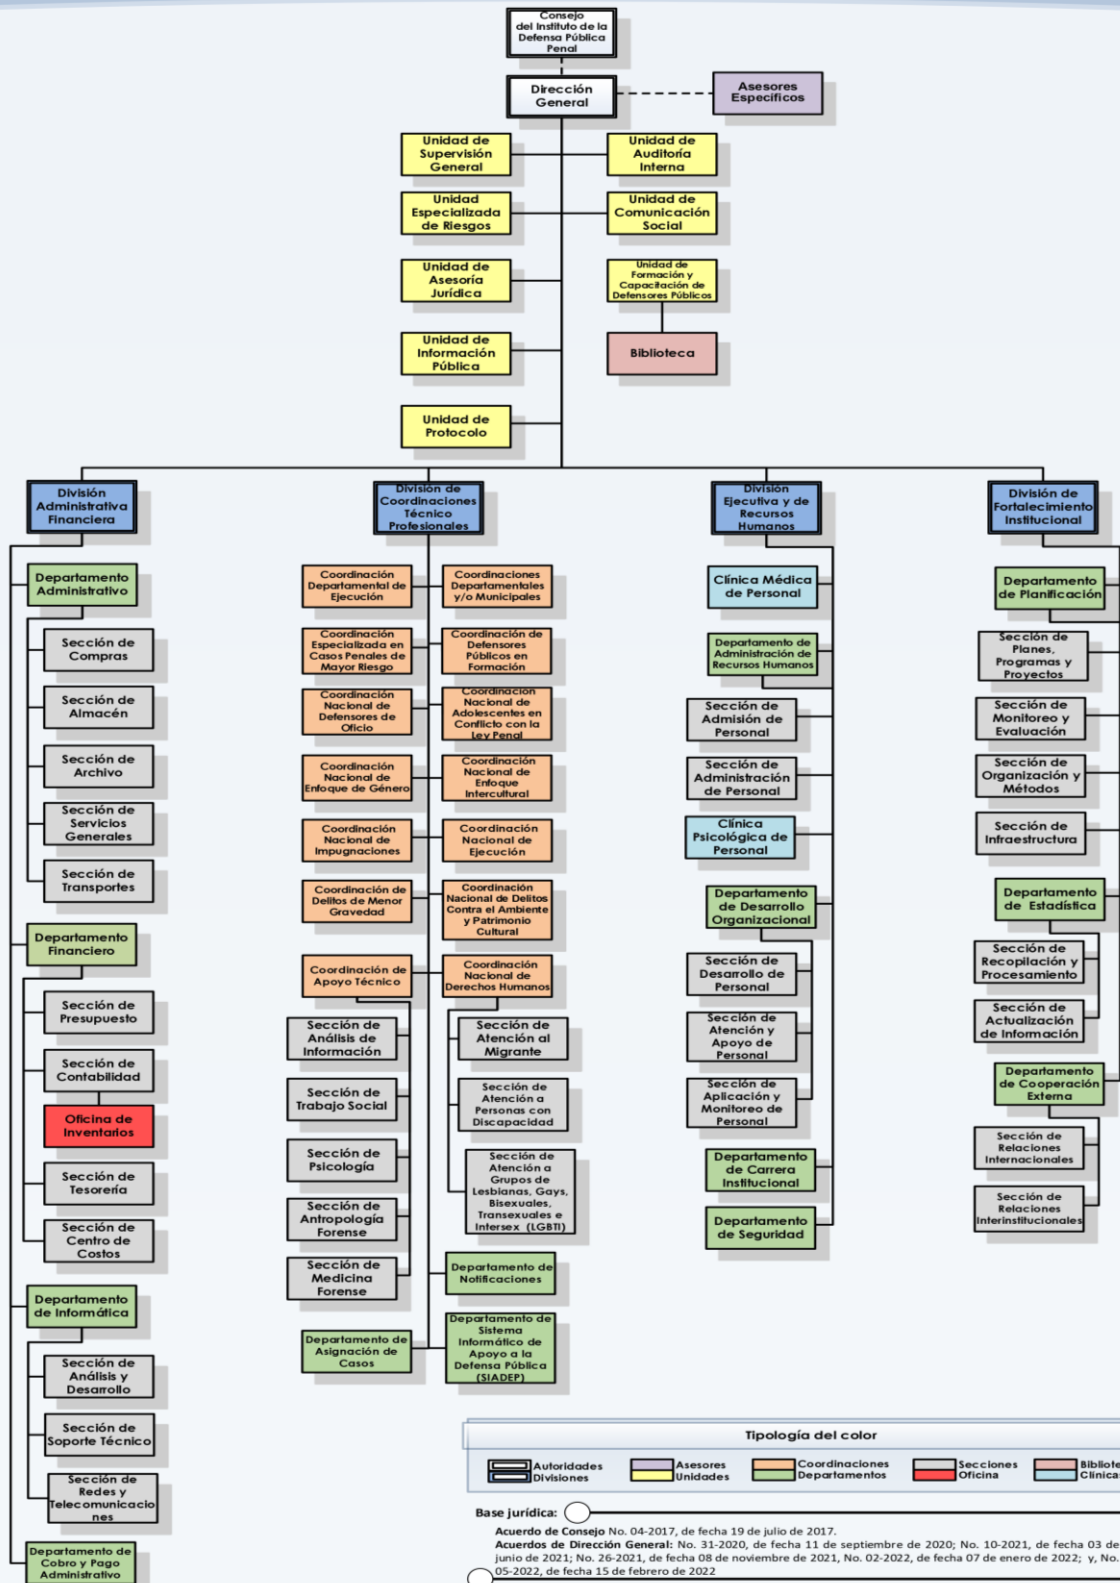 Consejo
del Instituto de la
Defensa Pública
Penal
Dirección
General
Asesores
Específicos
Unidad de
Supervisión
General
Unidad de
Auditoría
Interna
Unidad
Especializada
de Riesgos
Unidad de
Comunicación
Social
Unidad de
Asesoría
Jurídica
Unidad de
Formación y
Capacitación de
Defensores Públicos
Unidad de
Información
Pública
Biblioteca
Unidad de
Protocolo
División
Administrativa
Financiera
Departamento
Administrativo
Sección de
Compras
Sección de
Almacén
Sección de
Archivo
Sección de
Servicios
Generales
Sección de
Transportes
Departamento
Financiero
Sección de
Presupuesto
Sección de
Contabilidad
Oficina de
Inventarios
Sección de
Tesorería
Sección de
Centro de
Costos
Departamento
de Informática
Sección de
Análisis y
Desarrollo
Sección de
Soporte Técnico
Sección de
Redes y
Telecomunicacio
nes
Departamento de
Cobro y Pago
Administrativo
División de
Coordinaciones
Técnico
Profesionales
Coordinación
Departamental de
Ejecución
Coordinaciones
Departamentales
y/o Municipales
Coordinación
Especializada en
Casos Penales de
Mayor Riesgo
Coordinación de
Defensores
Públicos en
Formación
Coordinación
Nacional de
Defensores de
Oficio
Coordinación
Nacional de
Adolescentes en
Conflicto con la
Ley Penal
Coordinación
Nacional de
Enfoque de Género
Coordinación
Nacional de
Enfoque
Intercultural
Coordinación
Nacional de
Impugnaciones
Coordinación
Nacional de
Ejecución
Coordinación de
Delitos de Menor
Gravedad
Coordinación
Nacional de Delitos
Contra el Ambiente
y Patrimonio
Cultural
Coordinación de
Apoyo Técnico
Coordinación
Nacional de
Derechos Humanos
Sección de
Análisis de
Información
Sección de
Trabajo Social
Sección de
Psicología
Sección de
Antropología
Forense
Sección de
Medicina
Forense
Sección de
Atención al
Migrante
Sección de
Atención a
Personas con
Discapacidad
Sección de
Atención a
Grupos de
Lesbianas, Gays,
Bisexuales,
Transexuales e
Intersex (LGBTI)
Departamento de
Notificaciones
Departamento de
Asignación de
Casos
Departamento de
Sistema
Informático de
Apoyo a la
Defensa Pública
(SIADEP)
División
Ejecutiva y de
Recursos
Humanos
Clínica Médica
de Personal
Departamento de
Administración de
Recursos Humanos
Sección de
Admisión de
Personal
Sección de
Administración
de Personal
Clínica
Psicológica de
Personal
Departamento
de Desarrollo
Organizacional
Sección de
Desarrollo de
Personal
Sección de
Atención y
Apoyo de
Personal
Sección de
Aplicación y
Monitoreo de
Personal
Departamento
de Carrera
Institucional
Departamento
de Seguridad
División de
Fortalecimiento
Institucional
Departamento
de Planificación
Sección de
Planes,
Programas y
Proyectos
Sección de
Monitoreo y
Evaluación
Sección de
Organización y
Métodos
Sección de
Infraestructura
Departamento
de Estadística
Sección de
Recopilación y
Procesamiento
Sección de
Actualización
de Información
Departamento
de Cooperación
Externa
Sección de
Relaciones
Internacionales
Sección de
Relaciones
Interinstitucionales
Tipología del color
Autoridades
Divisiones
Asesores
Unidades
Coordinaciones
Departamentos
Secciones
Oficina
Bibliote
Clínica
Base jurídica:
Acuerdo de Consejo No. 04-2017, de fecha 19 de julio de 2017.
Acuerdos de Dirección General: No. 31-2020, de fecha 11 de septiembre de 2020; No. 10-2021, de fecha 03 de
junio de 2021; No. 26-2021, de fecha 08 de noviembre de 2021, No. 02-2022, de fecha 07 de enero de 2022; y, No.
05-2022, de fecha 15 de febrero de 2022